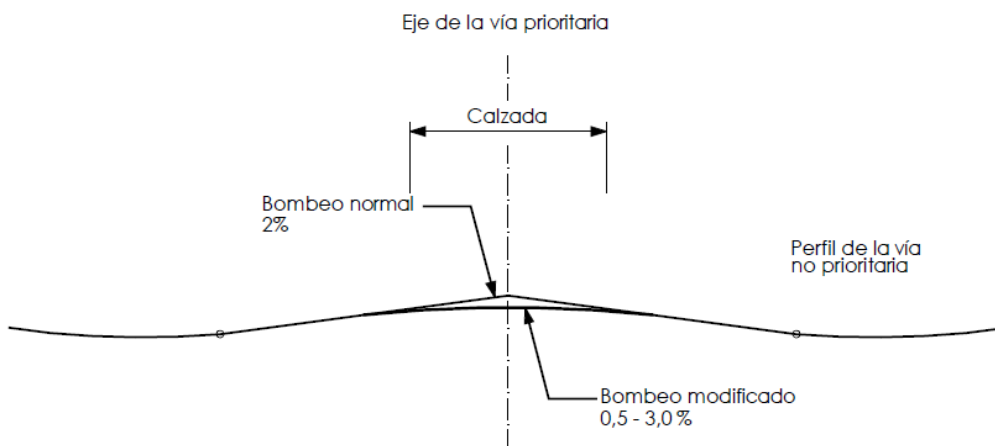 Eje de la vía prioritaria
Calzada
Bombeo normal
2%
Perfil de la vía
no prioritaria
Bombeo modificado
0,5 - 3,0 %